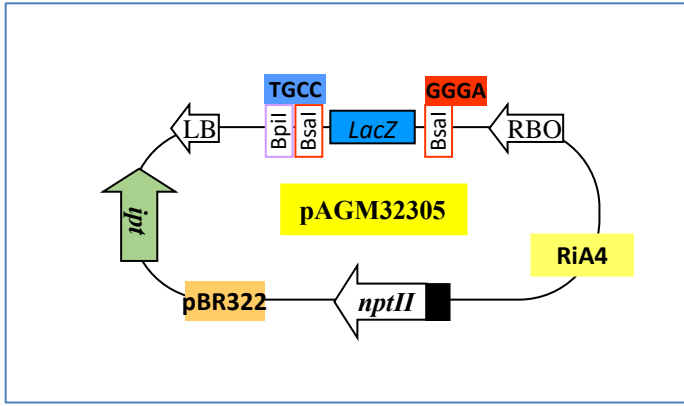 TGCC
GGGA
LB
BpiI
BsaI
LacZ
BsaI
RBO
ipt
pAGM32305
RiA4
pBR322
nptII